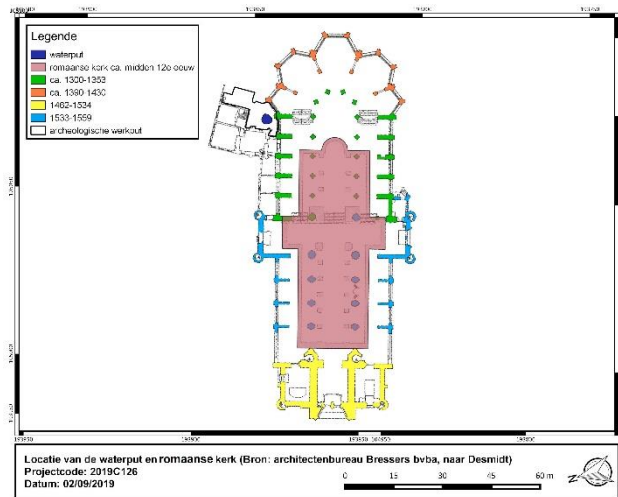 Legende
waterput
romaanse kerk ca. midden 12e eeuw
ca. 1300-1353
ca. 1390-1430
1462-1534
1533-1559
archeologische werkput
Locatie van de waterput en romaanse kerk (Bron: architectenbureau Bressers bvba, naar Desmidt)
Projectcode: 2019C126
Datum: 02/09/2019
0 15 30 45 60 m
Z